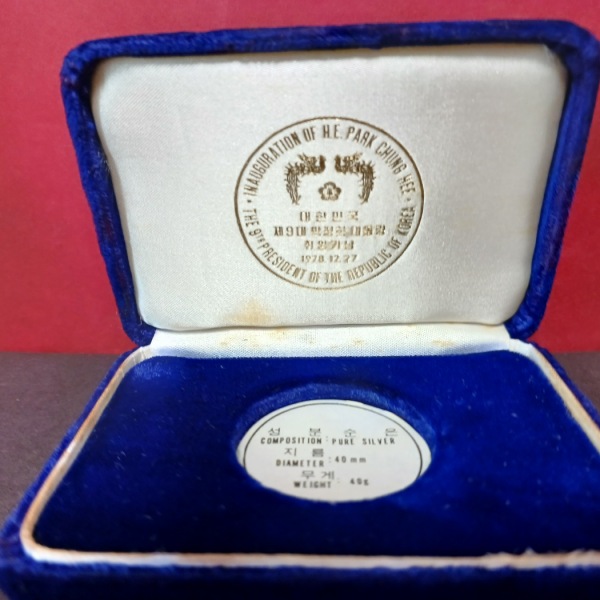 INAUGURATION OF H.E. PARK CHUNG HEE
대한민국
제9대 박정희대통령
취임기념
1978.12.27
THE 9TH PRESIDENT OF THE REPUBLIC OF KOREA
성분:순은
COMPOSITION: PURE SILVER
지름
DIAMETER: 40mm
무게
WEIGHT: 40g